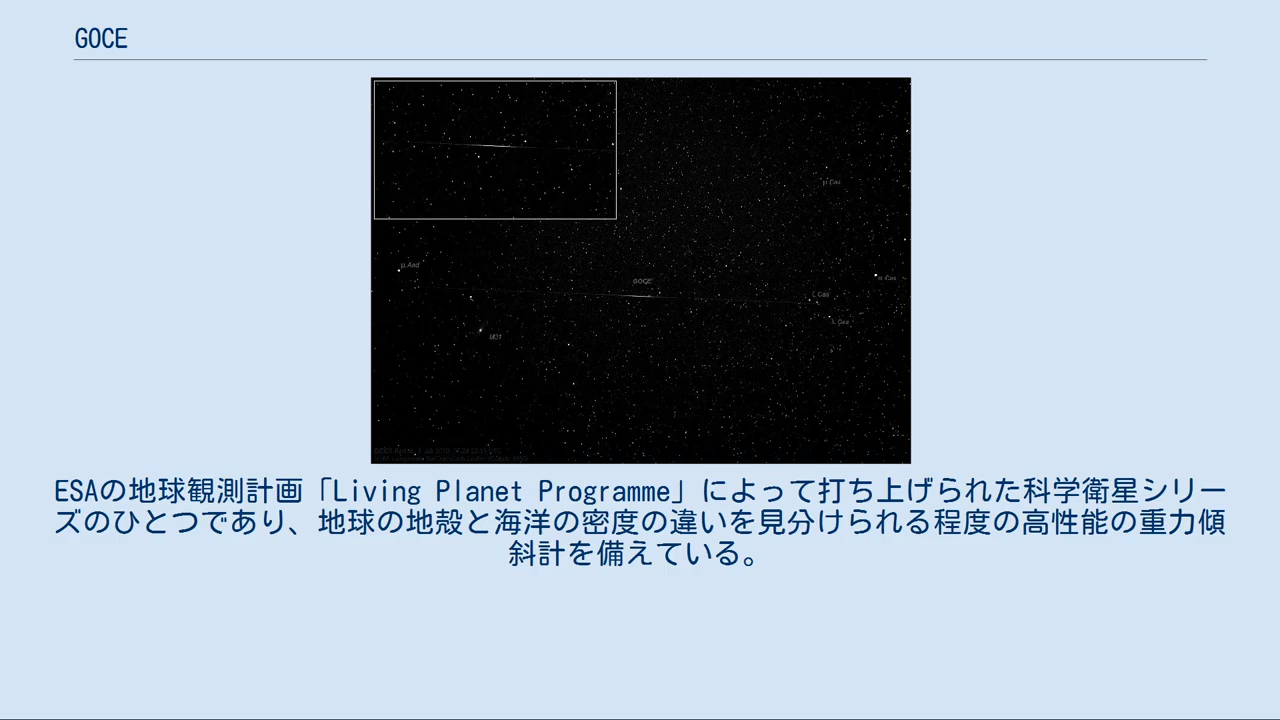 GOCE
μ Cas
μ And
GOCE
α Cas
ζ Cas
M31
ESAの地球観測計画「Living Planet Programme」によって打ち上げられた科学衛星シリー
ズのひとつであり、地球の地殻と海洋の密度の違いを見分けられる程度の高性能の重力傾
斜計を備えている。